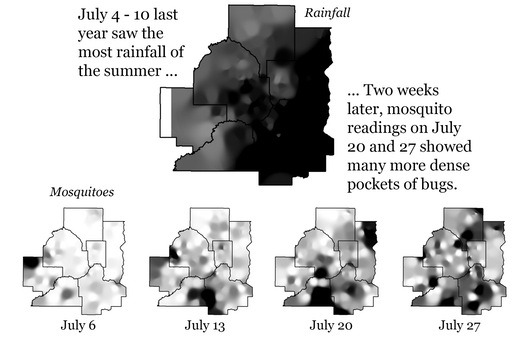 July 4 - 10 last
year saw the
most rainfall of
the summer ...
Rainfall
... Two weeks
later, mosquito
readings on July
20 and 27 showed
many more dense
pockets of bugs.
Mosquitoes
July 6
July 13
July 20
July 27